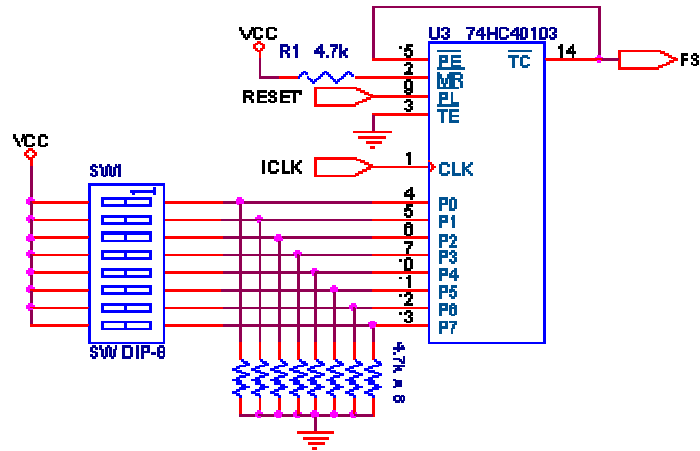 U3 74HC40103
VCC
R1 4.7k
15 PE
TC 14
FS
2 MR
RESET
9 PL
3 TE
VCC
ICLK
1 CLK
SW1
1
4 P0
5 P1
6 P2
7 P3
10 P4
11 P5
12 P6
13 P7
SW DIP-8
4.7k x 8